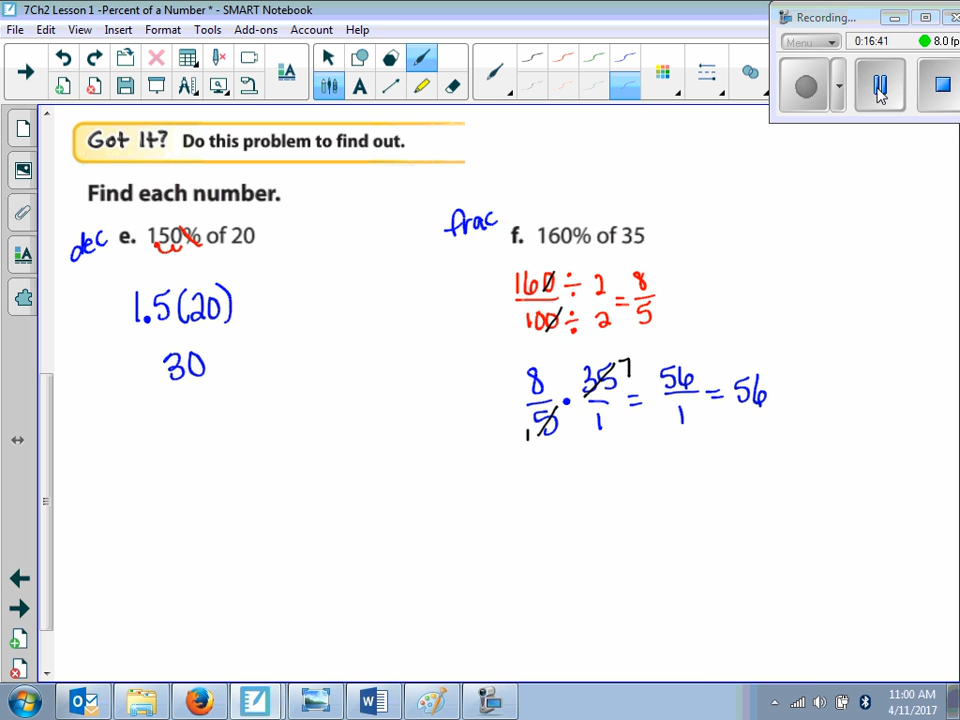 7Ch2 Lesson 1 -Percent of a Number * - SMART Notebook
Recording...
File Edit View Insert Format Tools Add-ons Account Help
Menu
0:16:41
8.0 fp
Got It? Do this problem to find out.
Find each number.
dec e. 150% of 20
1.5(20)
30
frac f. 160% of 35
160 ÷ 2 = 8
100 ÷ 2 5
8 • 35 7 = 56 = 56
1 5 1 1
11:00 AM
4/11/2017